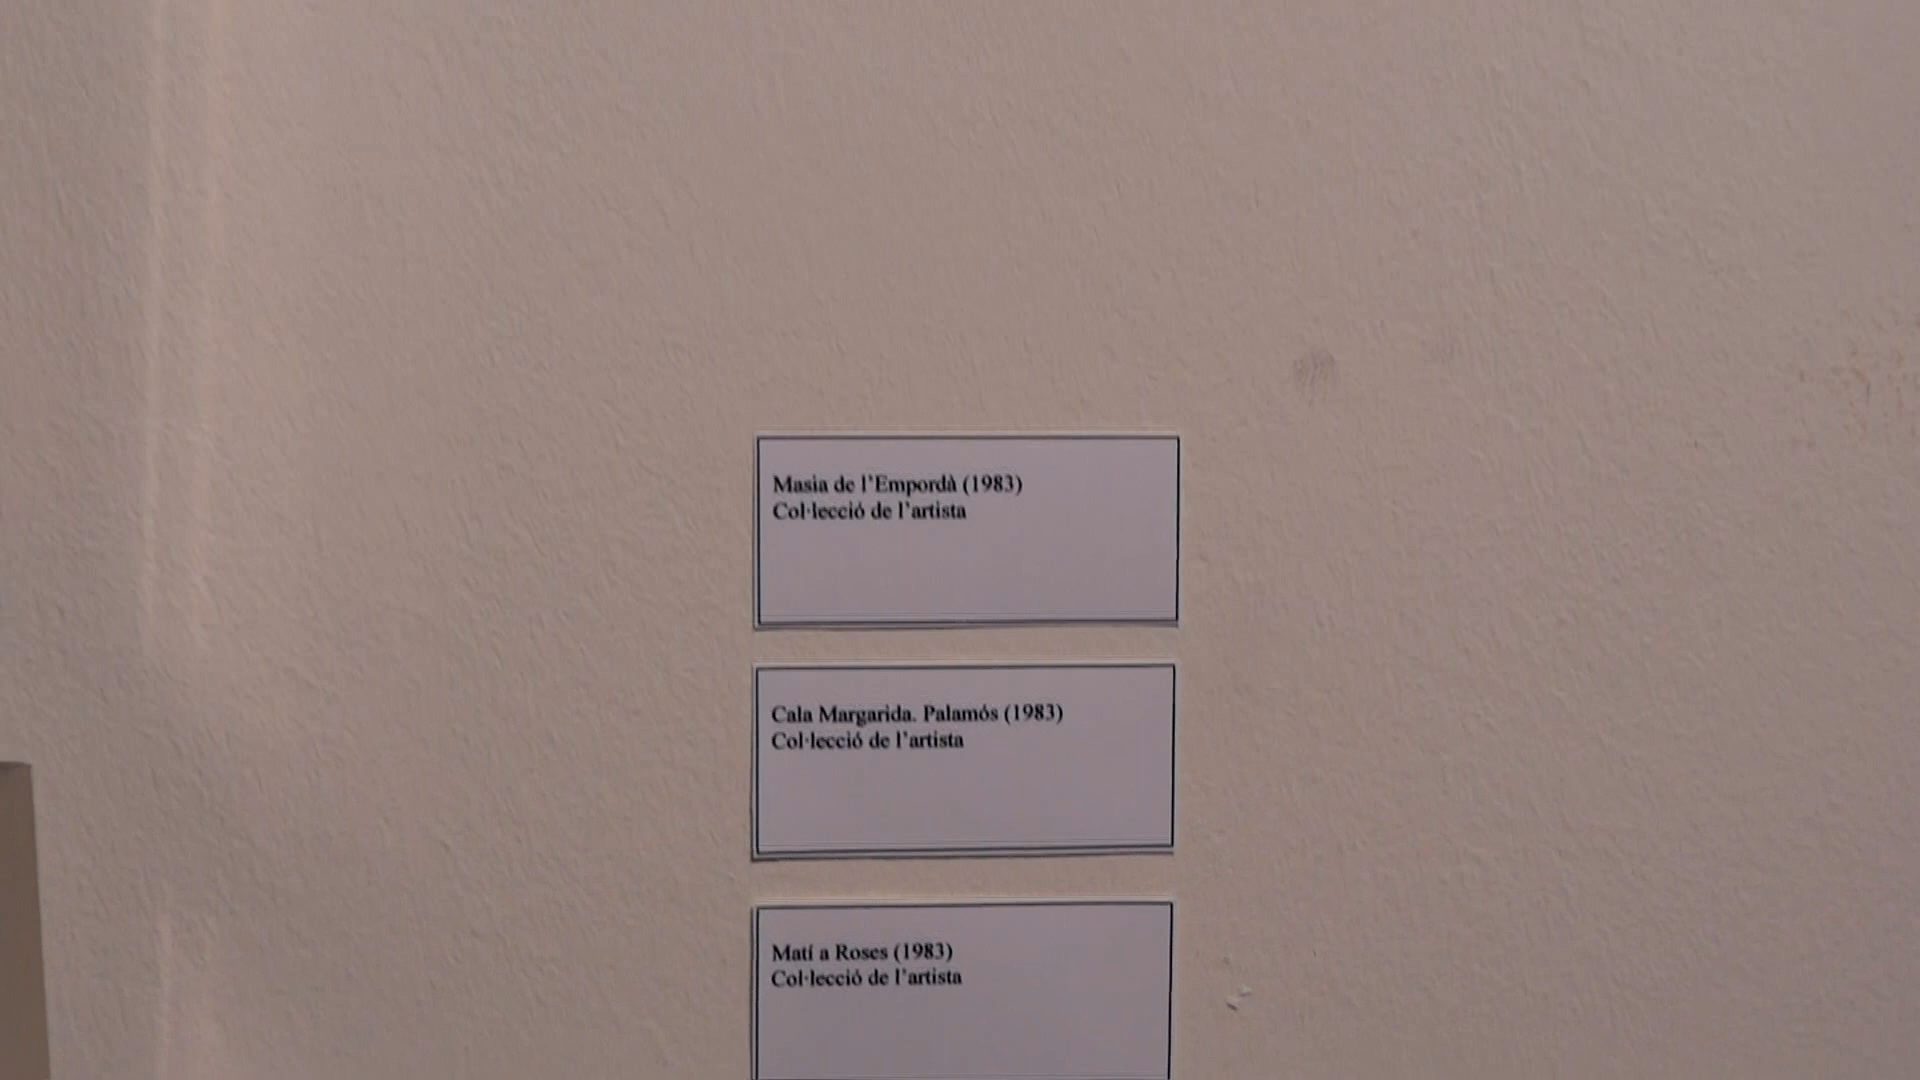 Masia de l'Empordà (1983)
Col·lecció de l'artista
Cala Margarida. Palamós (1983)
Col·lecció de l'artista
Matí a Roses (1983)
Col·lecció de l'artista